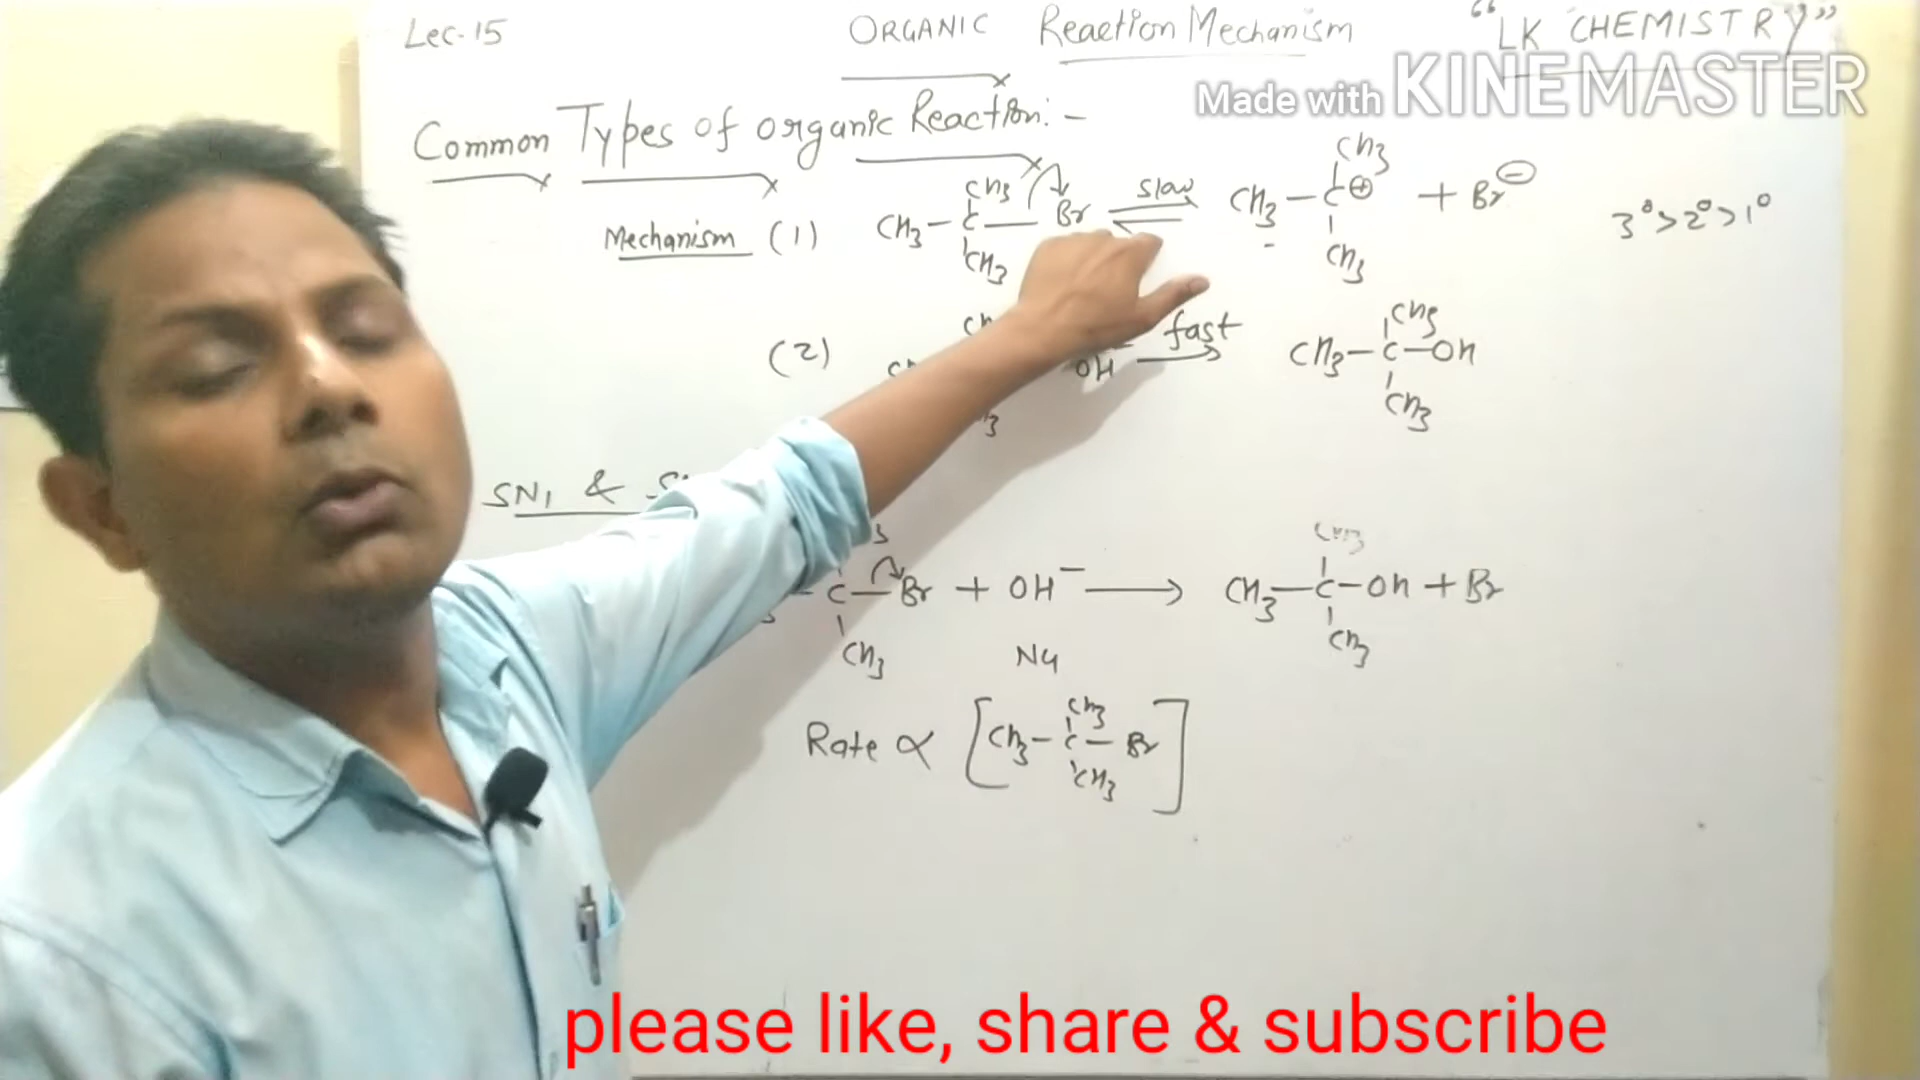 Lec-15 ORGANIC Reaction Mechanism "LK CHEMISTRY"
Made with KINEMASTER
Common Types of organic Reaction:-
CH3 CH3
Mechanism (1) CH3 - C - Br slow CH3 - C ⊕ + Br ⊖ 3° > 2° > 1°
CH3 CH3
CH3
(2) OH fast CH3 - C - OH
CH3
SN1 &
CH3
C - Br + OH⁻ → CH3 - C - OH + Br
CH3 CH3
Nu
CH3
Rate ∝ [CH3 - C - Br]
CH3
please like, share & subscribe